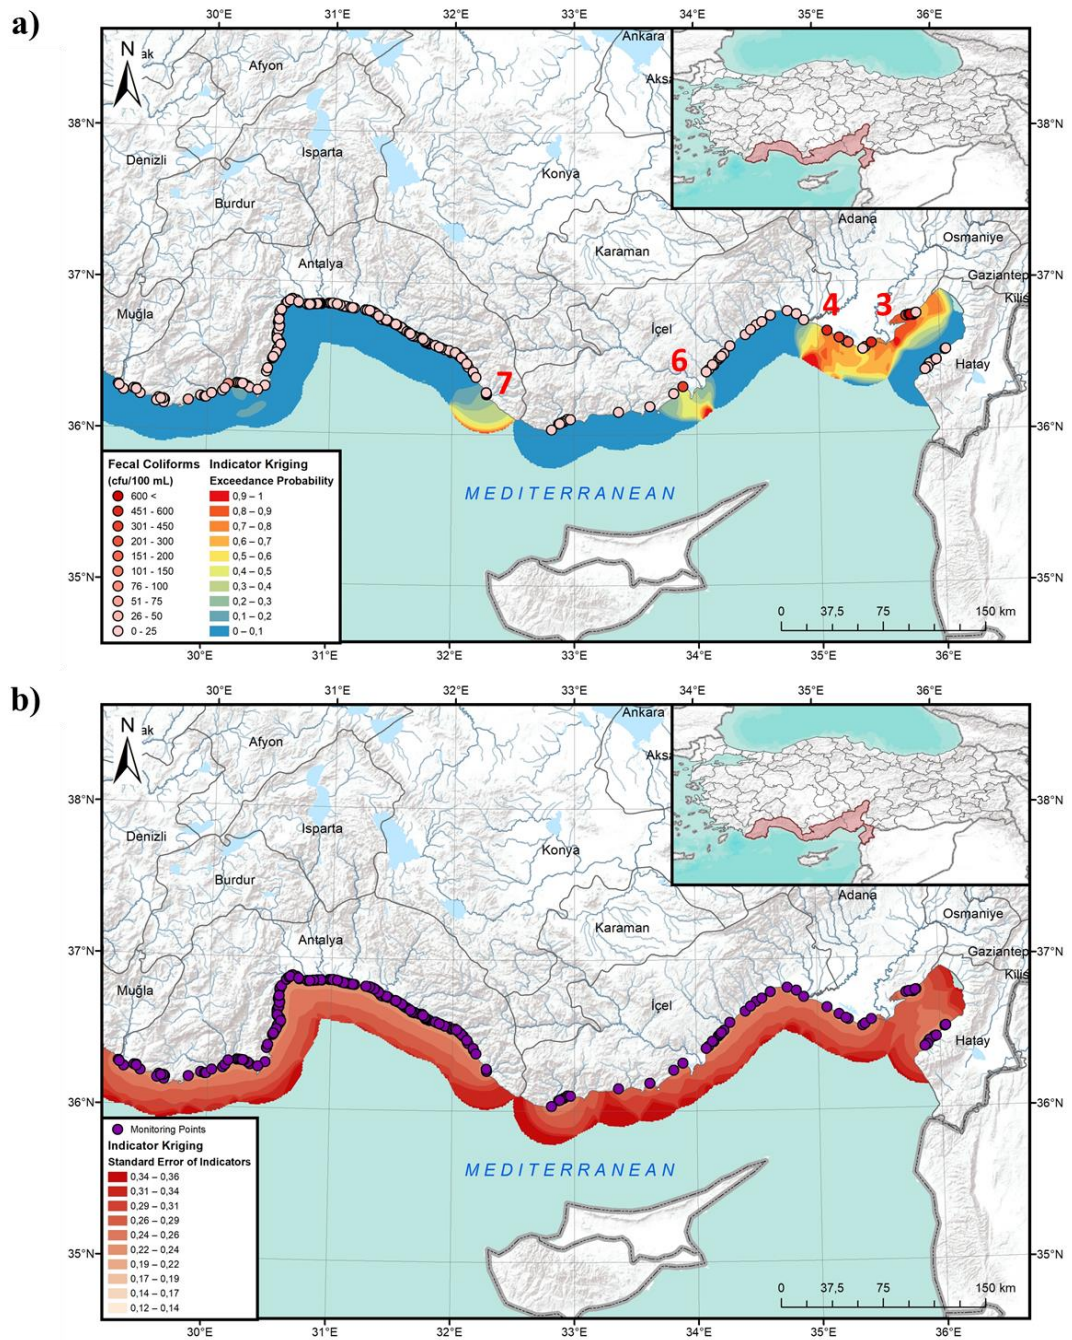 a)
30°E 31°E 32°E 33°E 34°E 35°E 36°E
N
ak
Ankara
Afyon
Aksa
38°N 38°N
Isparta
Denizli
Konya
Burdur
Adana
Osmaniye
Karaman
Antalya
37°N Gaziantep 37°N
Kilis
Muğla
4 3
İçel
6
Hatay
7
36°N 36°N
Fecal Coliforms Indicator Kriging
(cfu/100 mL) Exceedance Probability
600 < 0,9 – 1
451 - 600 0,8 – 0,9
301 - 450 0,7 – 0,8
201 - 300 0,6 – 0,7
151 - 200 0,5 – 0,6
101 - 150 0,4 – 0,5
76 - 100 0,3 – 0,4
51 - 75 0,2 – 0,3
26 - 50 0,1 – 0,2
0 - 25 0 – 0,1
MEDITERRANEAN
35°N 35°N
0 37,5 75 150 km
30°E 31°E 32°E 33°E 34°E 35°E 36°E
b)
30°E 31°E 32°E 33°E 34°E 35°E 36°E
N
ak
Ankara
Afyon
Aksa
38°N 38°N
Isparta
Denizli
Konya
Burdur
Adana
Osmaniye
Karaman
Antalya
37°N Gaziantep 37°N
Kilis
Muğla
İçel
Hatay
36°N 36°N
Monitoring Points
Indicator Kriging
Standard Error of Indicators
0,34 – 0,36
0,31 – 0,34
0,29 – 0,31
0,26 – 0,29
0,24 – 0,26
0,22 – 0,24
0,19 – 0,22
0,17 – 0,19
0,14 – 0,17
0,12 – 0,14
MEDITERRANEAN
35°N 35°N
0 37,5 75 150 km
30°E 31°E 32°E 33°E 34°E 35°E 36°E